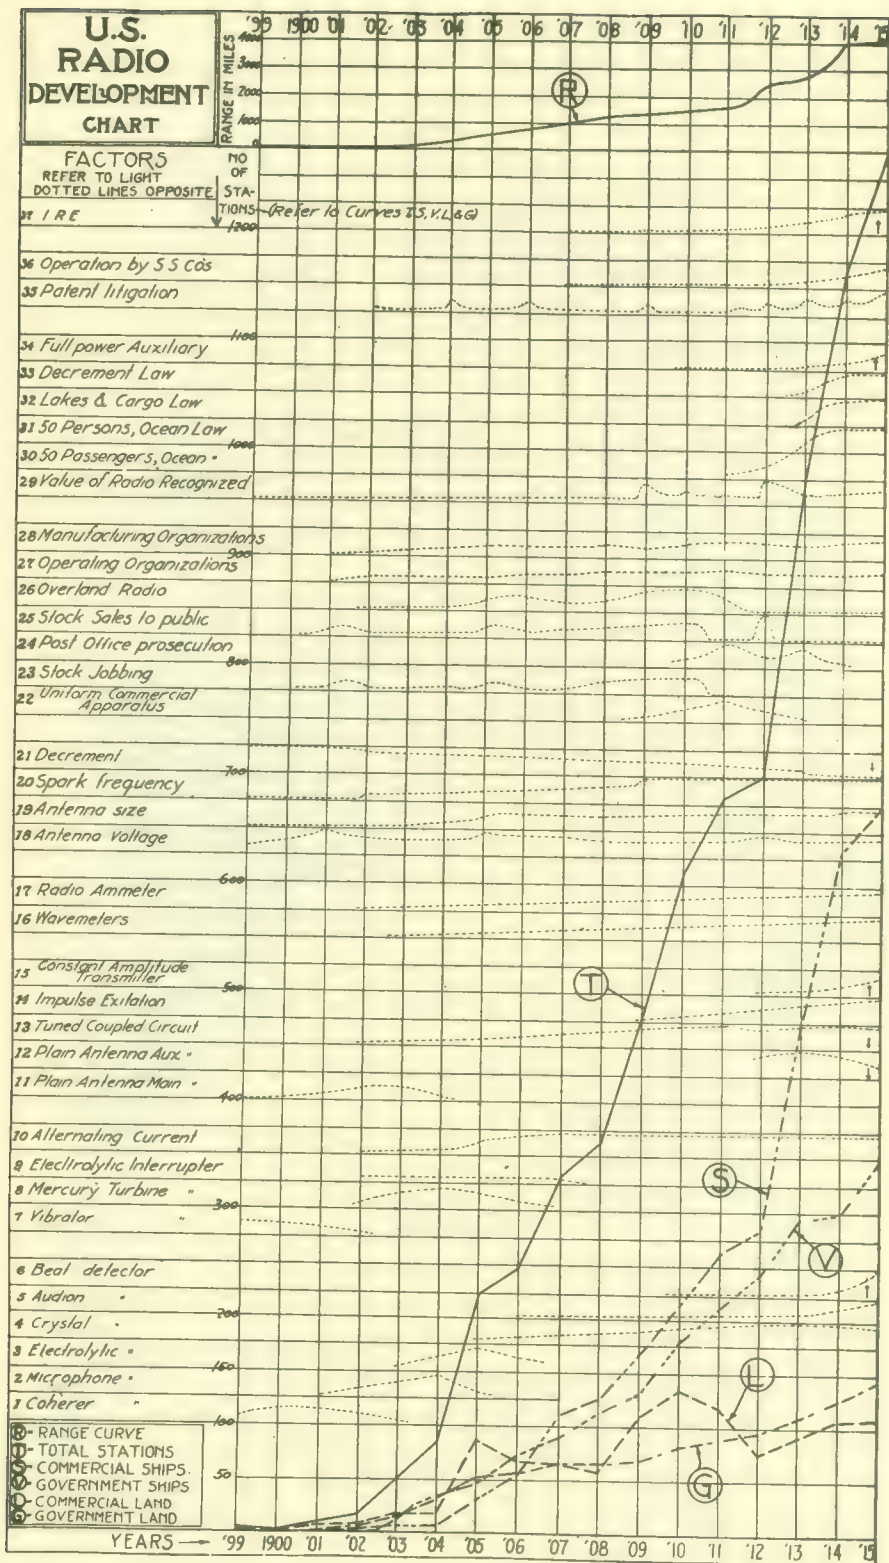 U.S.
RADIO
DEVELOPMENT
CHART
RANGE IN MILES
4000
3000
2000
1000
0
'99 1900 '01 '02 '03 '04 '05 '06 '07 '08 '09 '10 '11 '12 '13 '14 '15
R
FACTORS
REFER TO LIGHT
DOTTED LINES OPPOSITE
NO
OF
STA-
TIONS
(Refer to Curves T,S,V,L&G)
37 I R E
1200
36 Operation by S S Co's
35 Patent litigation
1100
34 Full power Auxiliary
33 Decrement Law
32 Lakes & Cargo Law
31 50 Persons, Ocean Law
1000
30 50 Passengers, Ocean "
29 Value of Radio Recognized
28 Manufacturing Organizations
900
27 Operating Organizations
26 Overland Radio
25 Stock Sales to public
24 Post Office prosecution
800
23 Stock Jobbing
22 Uniform Commercial
Apparatus
21 Decrement
700
20 Spark frequency
19 Antenna size
18 Antenna Voltage
600
17 Radio Ammeter
16 Wavemeters
15 Constant Amplitude
Transmitter
500
T
14 Impulse Exitation
13 Tuned Coupled Circuit
12 Plain Antenna Aux "
11 Plain Antenna Main "
400
10 Alternating Current
9 Electrolytic Interrupter
8 Mercury Turbine "
S
300
7 Vibrator "
V
6 Beat detector
5 Audion "
200
4 Crystal "
3 Electrolytic "
150
2 Microphone "
L
1 Coherer "
100
R - RANGE CURVE
T - TOTAL STATIONS
S - COMMERCIAL SHIPS.
V - GOVERNMENT SHIPS
L - COMMERCIAL LAND
G - GOVERNMENT LAND
50
G
YEARS → '99 1900 '01 '02 '03 '04 '05 '06 '07 '08 '09 '10 '11 '12 '13 '14 '15